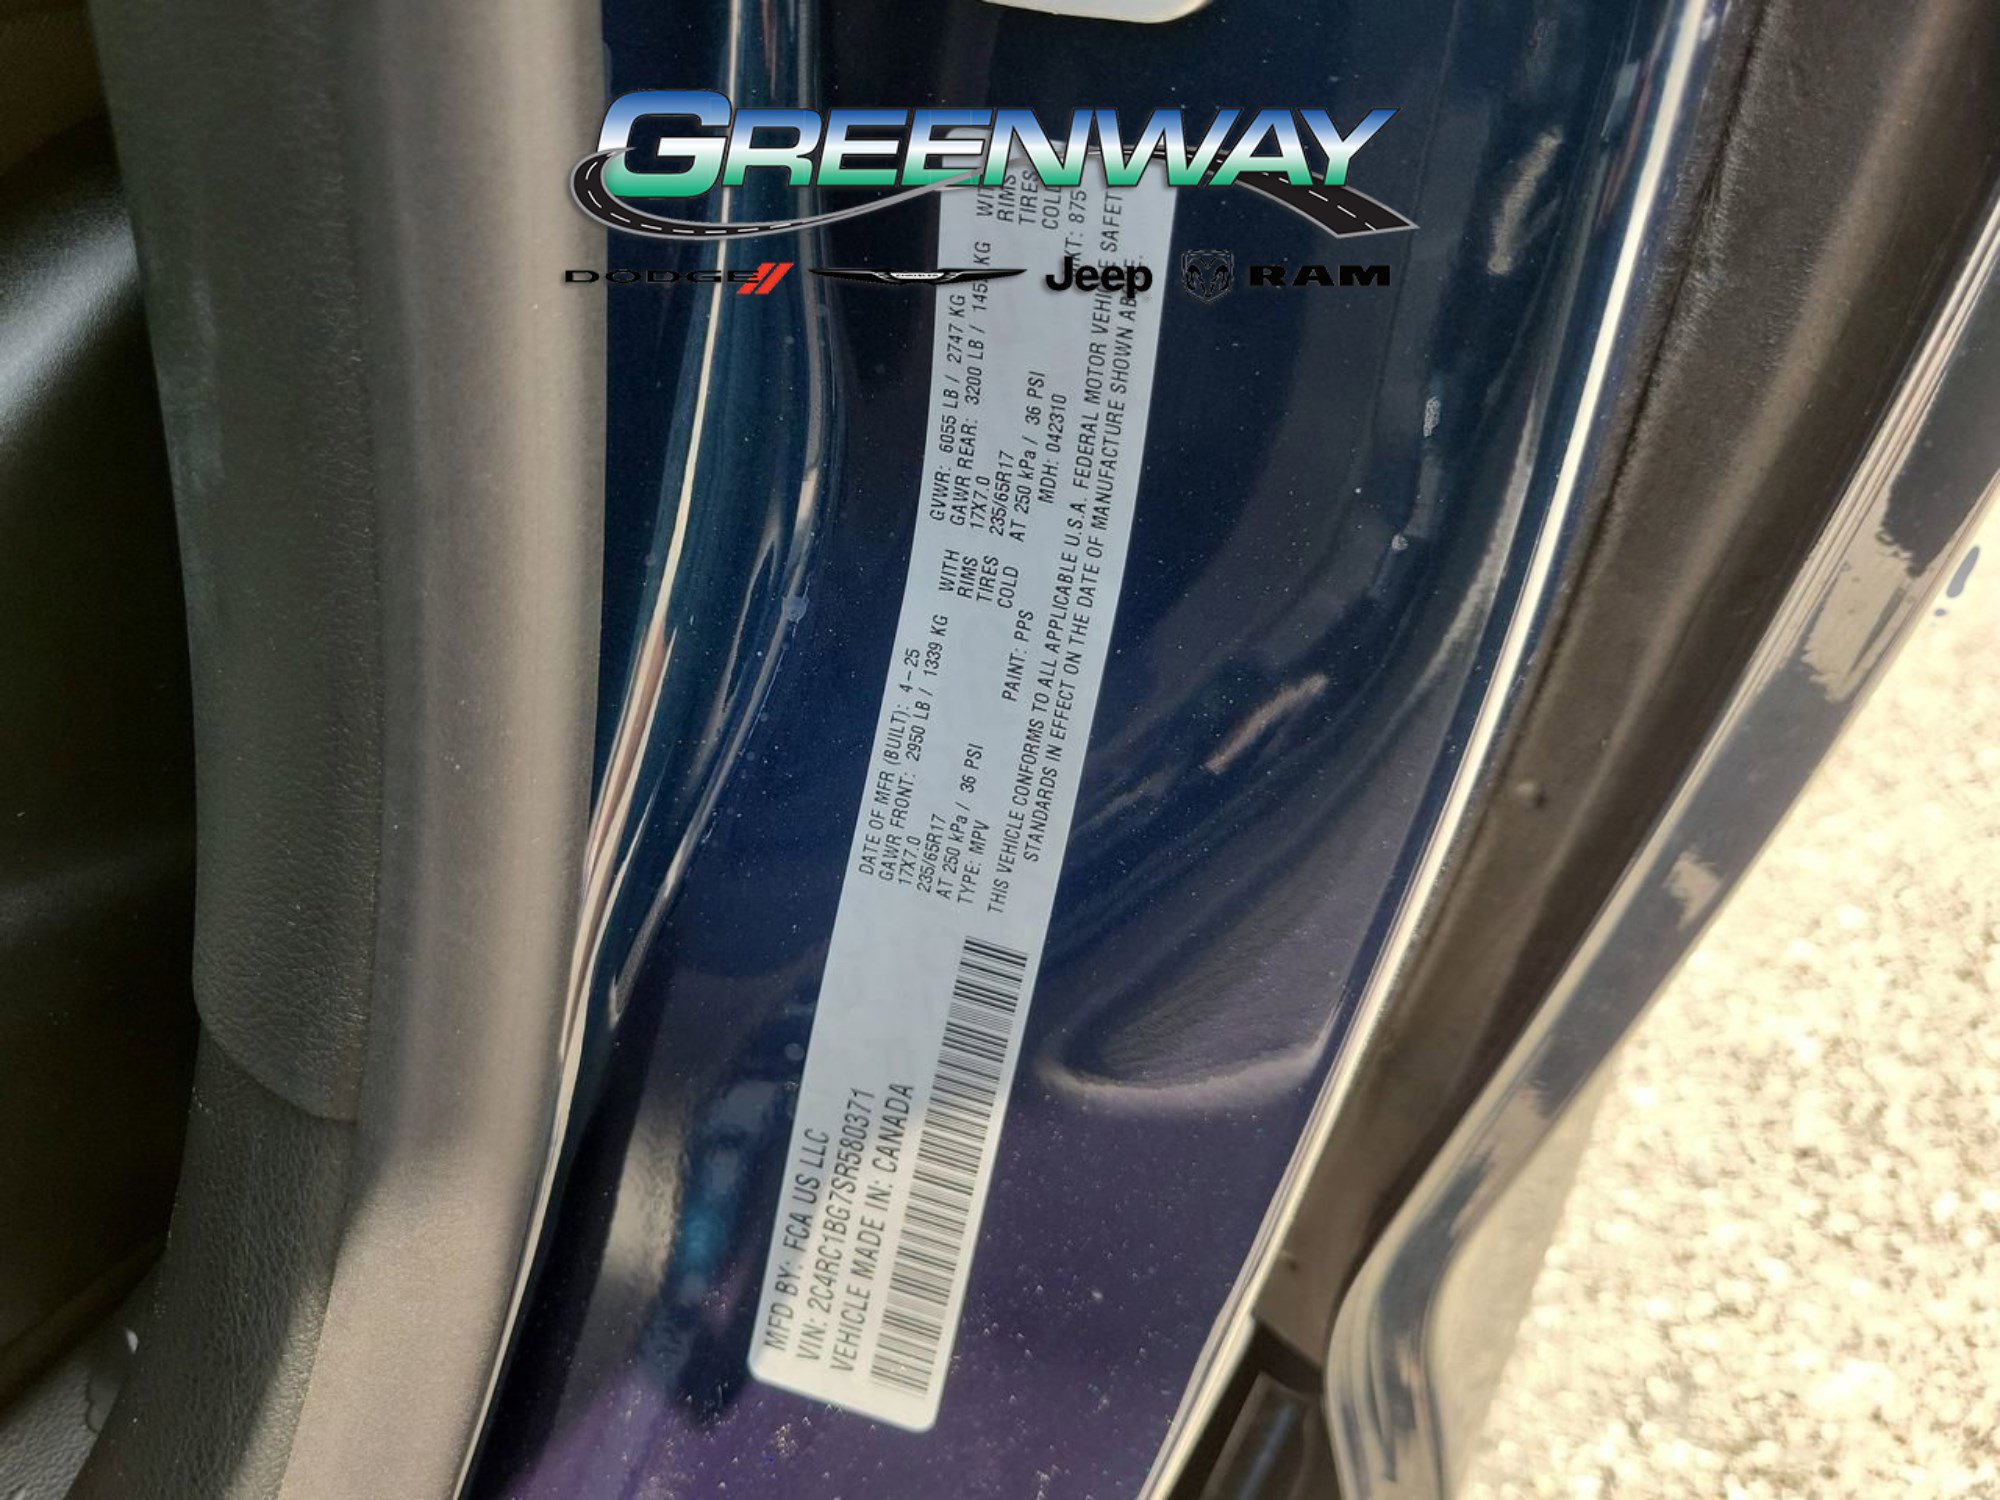 GREENWAY
DODGE CHRYSLER Jeep RAM
MFD BY: FCA US LLC
VIN: 2C4RC1BG7SR580371
VEHICLE MADE IN: CANADA
DATE OF MFR (BUILT): 4-25 GVWR: 6055 LB / 2747 KG
GAWR FRONT: 2950 LB / 1339 KG WITH GAWR REAR: 3200 LB / KG
17X7.0 RIMS 17X7.0 RIMS
235/65R17 TIRES 235/65R17 TIRES
AT 250 kPa / 36 PSI COLD AT 250 kPa / 36 PSI
TYPE: MPV PAINT: PPS MDH: 042310
THIS VEHICLE CONFORMS TO ALL APPLICABLE U.S.A. FEDERAL MOTOR
STANDARDS IN EFFECT ON THE DATE OF MANUFACTURE SHOWN